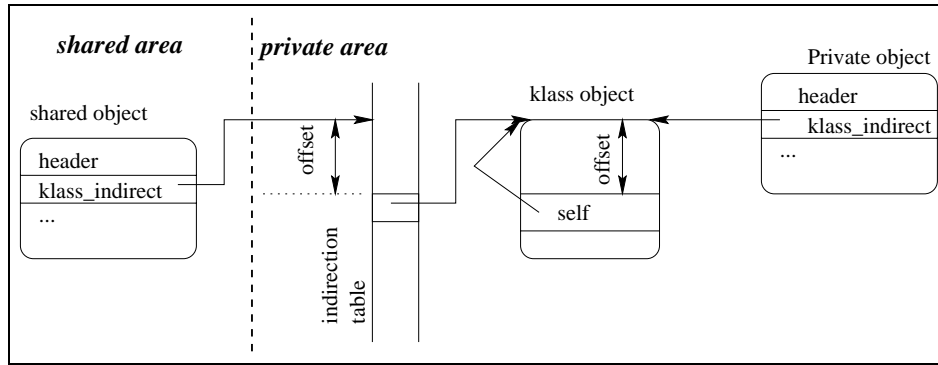 shared area
private area
shared object
header
klass_indirect
...
offset
indirection
table
klass object
offset
self
Private object
header
klass_indirect
...